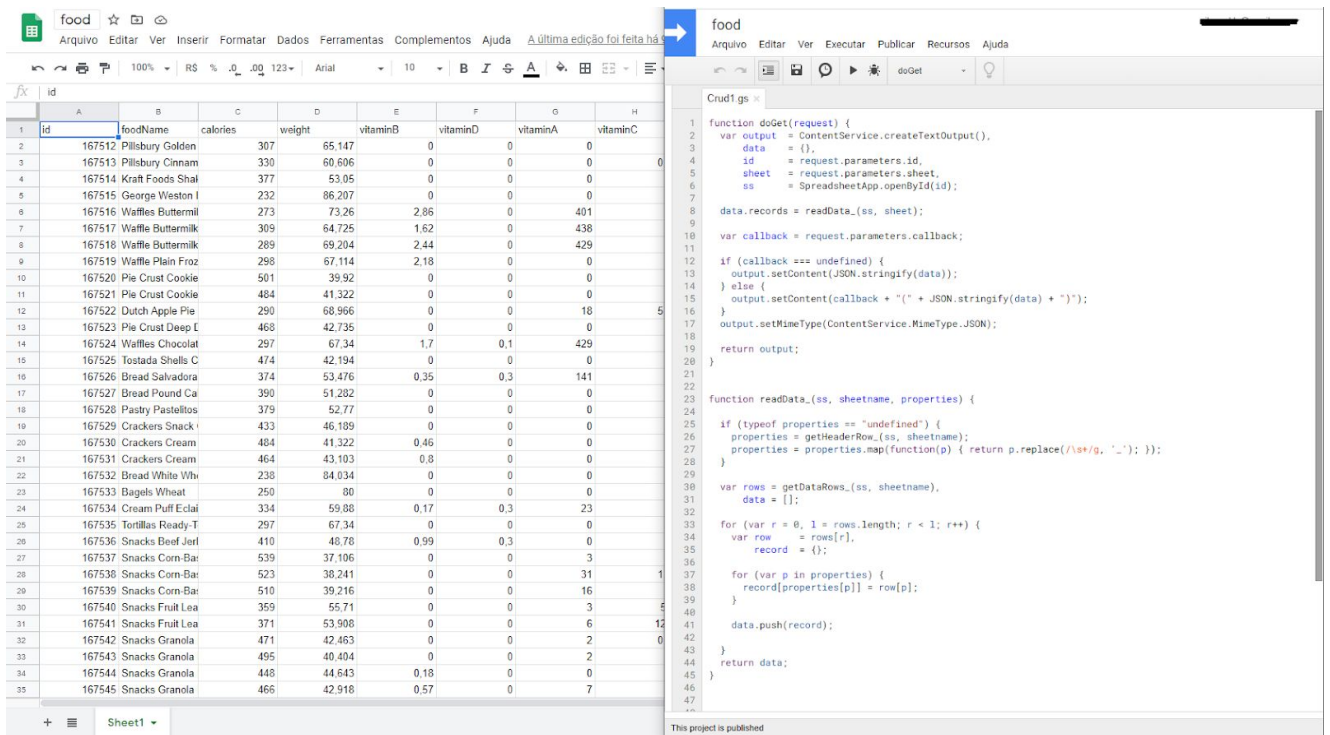 food
Arquivo Editar Ver Inserir Formatar Dados Ferramentas Complementos Ajuda A última edição foi feita há
100% R$ % .0 .00 123 Arial 10 B I S A
fx id
A B C D E F G H
1 id foodName calories weight vitaminB vitaminD vitaminA vitaminC
2 167512 Pillsbury Golden 307 65,147 0 0 0
3 167513 Pillsbury Cinnam 330 60,606 0 0 0 0
4 167514 Kraft Foods Shak 377 53,05 0 0 0
5 167515 George Weston 232 86,207 0 0 0
6 167516 Waffles Buttermil 273 73,26 2,86 0 401
7 167517 Waffle Buttermilk 309 64,725 1,62 0 438
8 167518 Waffle Buttermilk 289 69,204 2,44 0 429
9 167519 Waffle Plain Froz 298 67,114 2,18 0 0
10 167520 Pie Crust Cookie 501 39,92 0 0 0
11 167521 Pie Crust Cookie 484 41,322 0 0 0
12 167522 Dutch Apple Pie 290 68,966 0 0 18 5
13 167523 Pie Crust Deep D 468 42,735 0 0 0
14 167524 Waffles Chocolat 297 67,34 1,7 0,1 429
15 167525 Tostada Shells C 474 42,194 0 0 0
16 167526 Bread Salvadora 374 53,476 0,35 0,3 141
17 167527 Bread Pound Ca 390 51,282 0 0 0
18 167528 Pastry Pastelitos 379 52,77 0 0 0
19 167529 Crackers Snack 433 46,189 0 0 0
20 167530 Crackers Cream 484 41,322 0,46 0 0
21 167531 Crackers Cream 464 43,103 0,8 0 0
22 167532 Bread White Wh 238 84,034 0 0 0
23 167533 Bagels Wheat 250 80 0 0 0
24 167534 Cream Puff Eclai 334 59,88 0,17 0,3 23
25 167535 Tortillas Ready-T 297 67,34 0 0 0
26 167536 Snacks Beef Jerl 410 48,78 0,99 0,3 0
27 167537 Snacks Corn-Ba 539 37,106 0 0 3
28 167538 Snacks Corn-Ba 523 38,241 0 0 31 1
29 167539 Snacks Corn-Ba 510 39,216 0 0 16
30 167540 Snacks Fruit Lea 359 55,71 0 0 3 5
31 167541 Snacks Fruit Lea 371 53,908 0 0 6 12
32 167542 Snacks Granola 471 42,463 0 0 2 0
33 167543 Snacks Granola 495 40,404 0 0 2
34 167544 Snacks Granola 448 44,643 0,18 0 0
35 167545 Snacks Granola 466 42,918 0,57 0 7
Sheet1
food
Arquivo Editar Ver Executar Publicar Recursos Ajuda
doGet
Crud1.gs
1 function doGet(request) {
2 var output = ContentService.createTextOutput(),
3 data = {},
4 id = request.parameters.id,
5 sheet = request.parameters.sheet,
6 ss = SpreadsheetApp.openById(id);
7
8 data.records = readData_(ss, sheet);
9
10 var callback = request.parameters.callback;
11
12 if (callback === undefined) {
13 output.setContent(JSON.stringify(data));
14 } else {
15 output.setContent(callback + "(" + JSON.stringify(data) + ")");
16 }
17 output.setMimeType(ContentService.MimeType.JSON);
18
19 return output;
20 }
21
22
23 function readData_(ss, sheetname, properties) {
24
25 if (typeof properties == "undefined") {
26 properties = getHeaderRow_(ss, sheetname);
27 properties = properties.map(function(p) { return p.replace(/\s+/g, '_'); });
28 }
29
30 var rows = getDataRows_(ss, sheetname),
31 data = [];
32
33 for (var r = 0, l = rows.length; r < l; r++) {
34 var row = rows[r],
35 record = {};
36
37 for (var p in properties) {
38 record[properties[p]] = row[p];
39 }
40
41 data.push(record);
42
43 }
44 return data;
45 }
46
47
This project is published